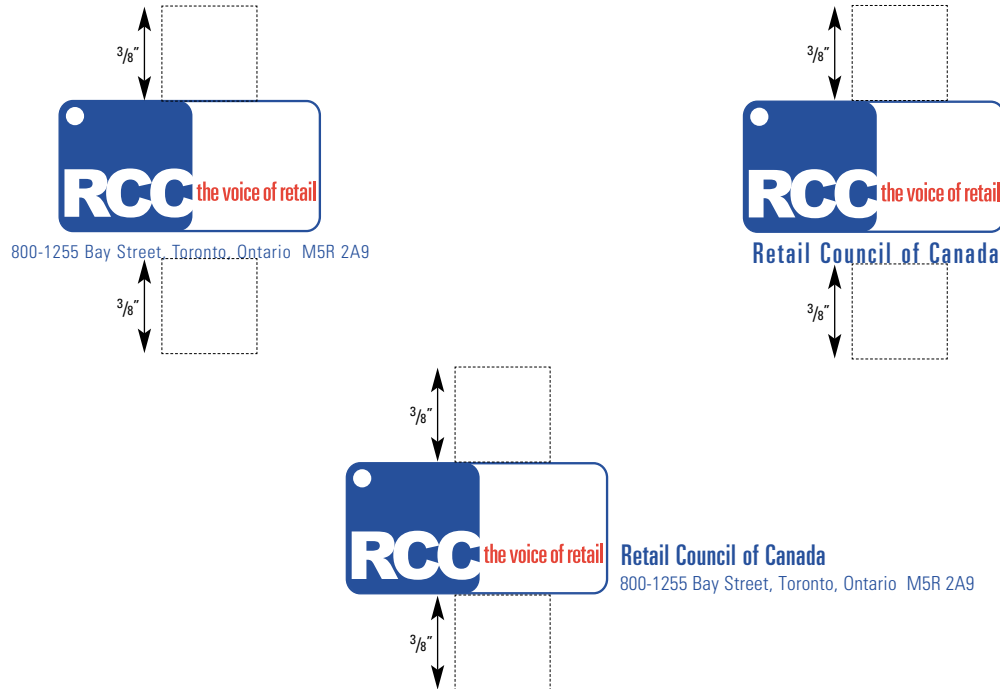 3/8″
RCC the voice of retail
800-1255 Bay Street, Toronto, Ontario M5R 2A9
3/8″
3/8″
RCC the voice of retail
Retail Council of Canada
3/8″
3/8″
RCC the voice of retail
Retail Council of Canada
800-1255 Bay Street, Toronto, Ontario M5R 2A9
3/8″